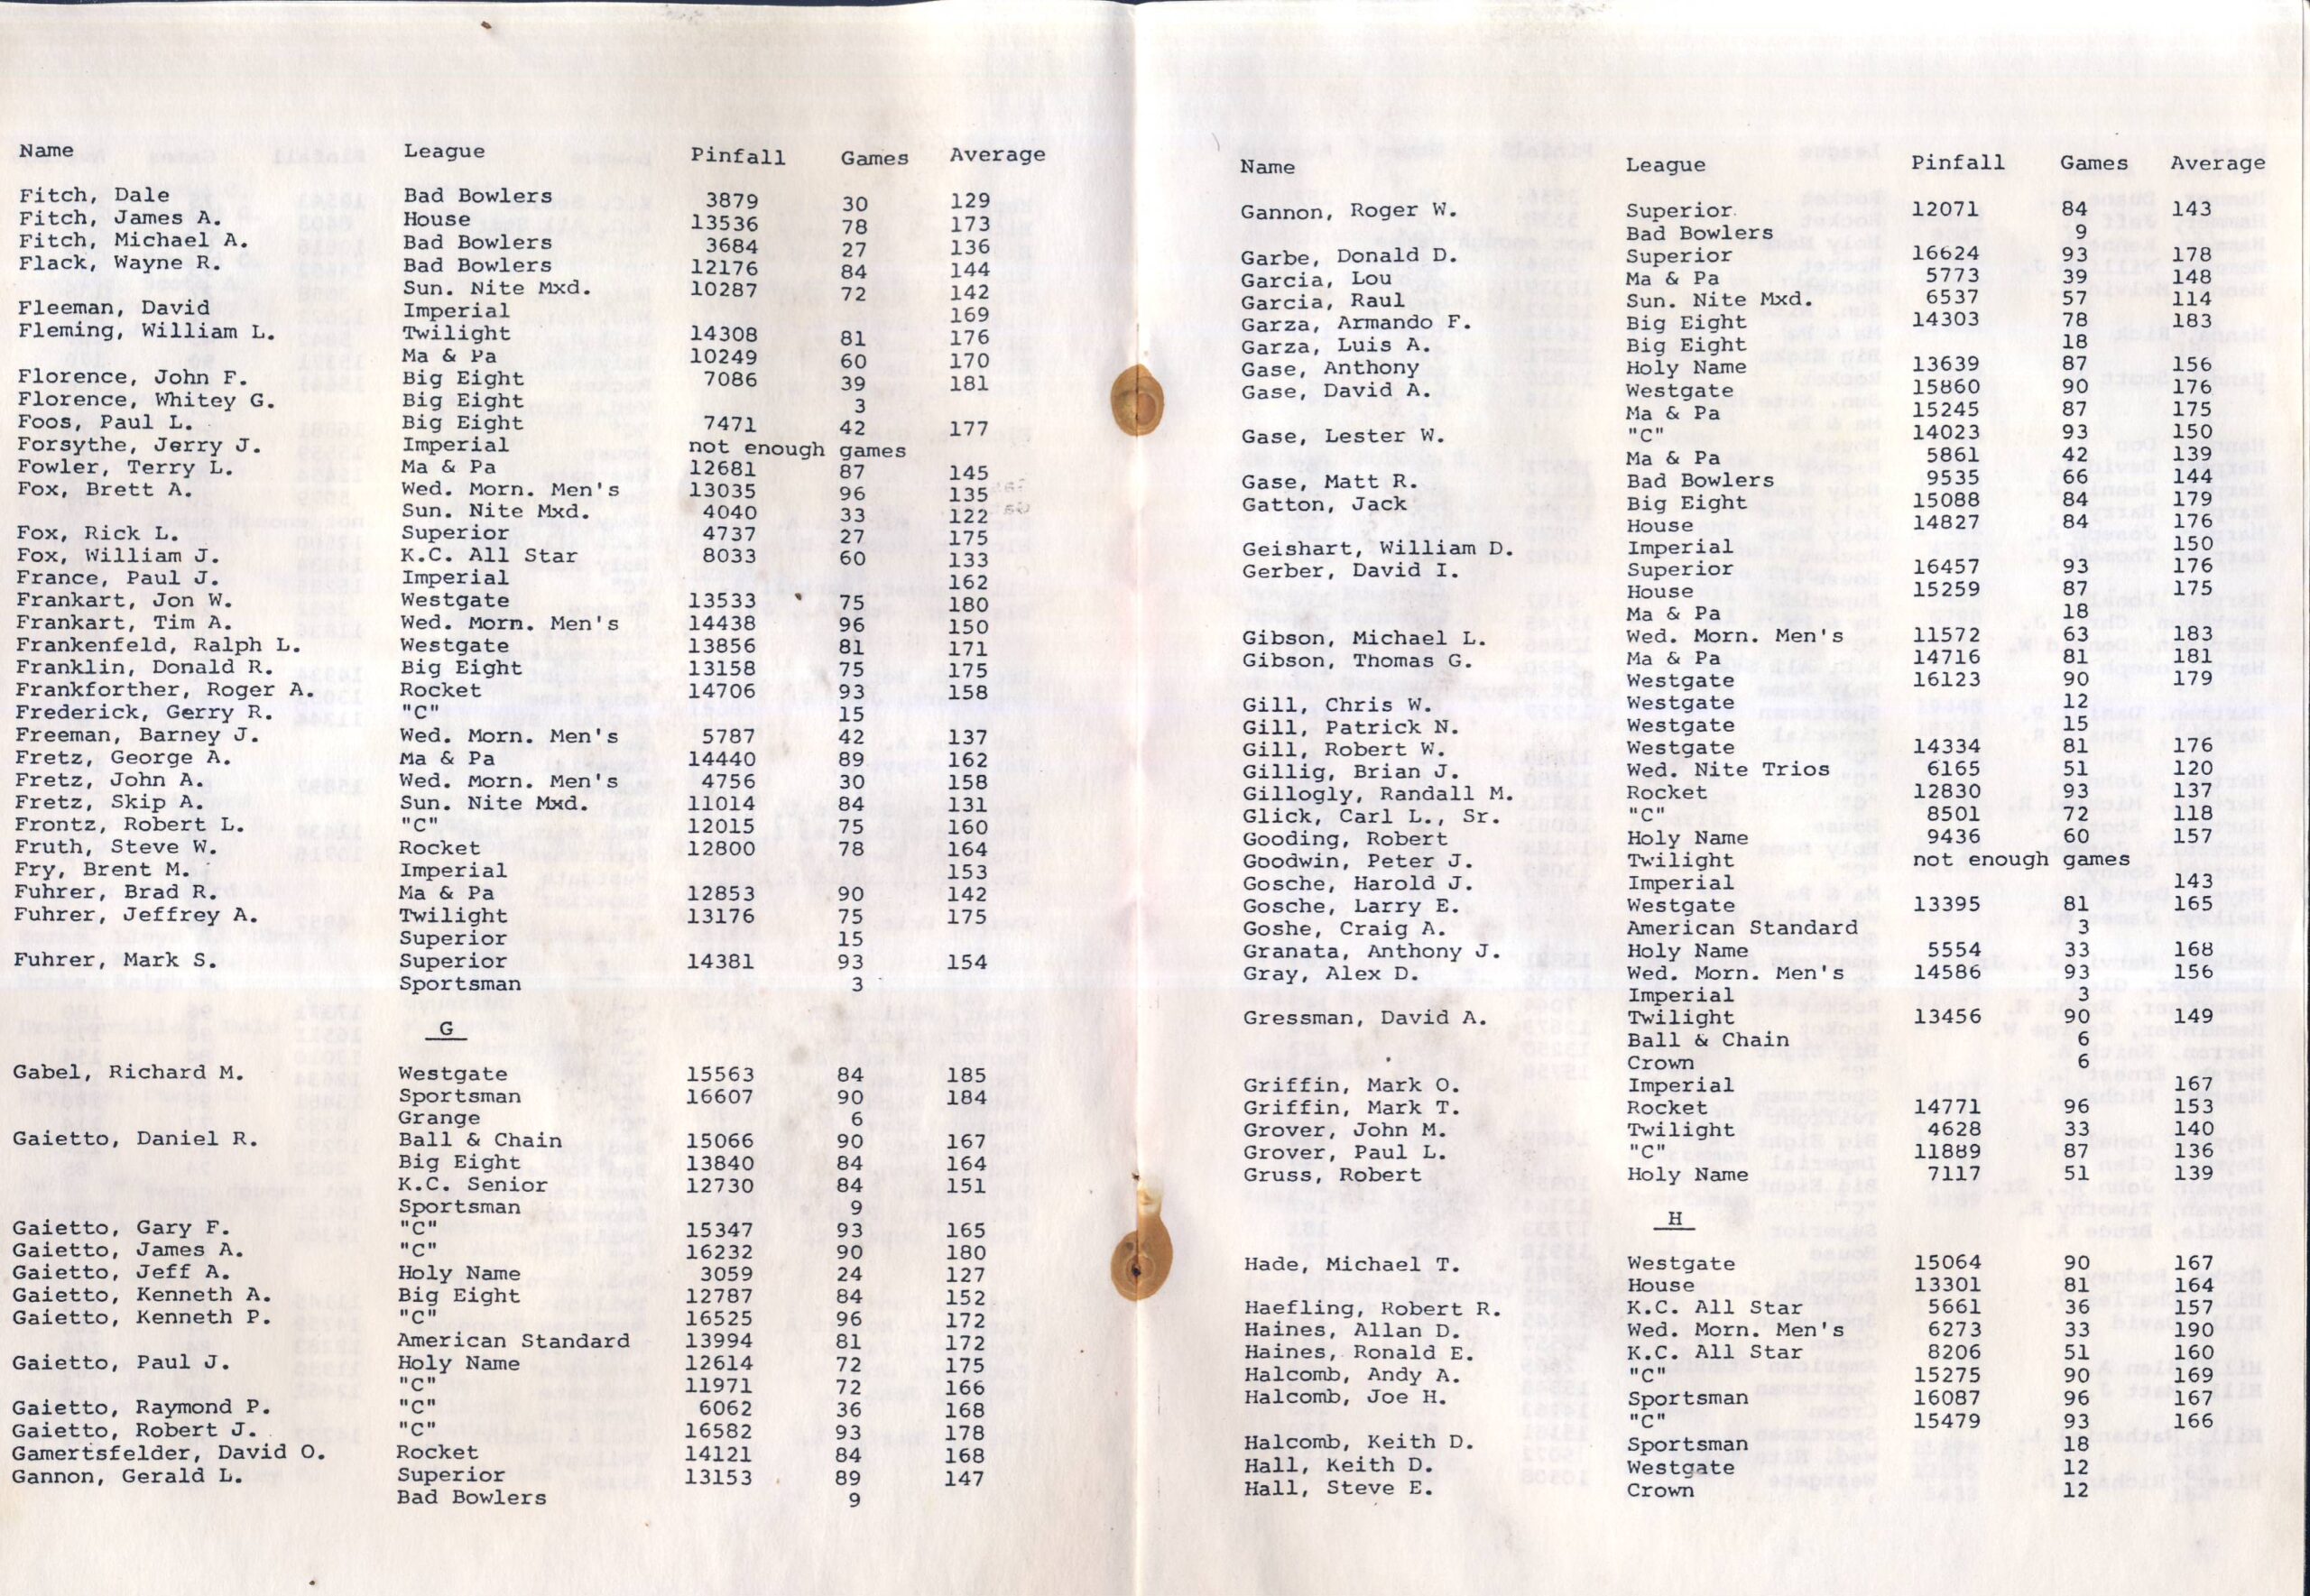 Name League Pinfall Games Average
Fitch, Dale Bad Bowlers 3879 30 129
Fitch, James A. House 13536 78 173
Fitch, Michael A. Bad Bowlers 3684 27 136
Flack, Wayne R. Bad Bowlers 12176 84 144
Sun. Nite Mxd. 10287 72 142
Fleeman, David Imperial 169
Fleming, William L. Twilight 14308 81 176
Ma & Pa 10249 60 170
Florence, John F. Big Eight 7086 39 181
Florence, Whitey G. Big Eight 3
Foos, Paul L. Big Eight 7471 42 177
Forsythe, Jerry J. Imperial not enough games
Fowler, Terry L. Ma & Pa 12681 87 145
Fox, Brett A. Wed. Morn. Men's 13035 96 135
Sun. Nite Mxd. 4040 33 122
Fox, Rick L. Superior 4737 27 175
Fox, William J. K.C. All Star 8033 60 133
France, Paul J. Imperial 162
Frankart, Jon W. Westgate 13533 75 180
Frankart, Tim A. Wed. Morn. Men's 14438 96 150
Frankenfeld, Ralph L. Westgate 13856 81 171
Franklin, Donald R. Big Eight 13158 75 175
Frankforther, Roger A. Rocket 14706 93 158
Frederick, Gerry R. "C" 15
Freeman, Barney J. Wed. Morn. Men's 5787 42 137
Fretz, George A. Ma & Pa 14440 89 162
Fretz, John A. Wed. Morn. Men's 4756 30 158
Fretz, Skip A. Sun. Nite Mxd. 11014 84 131
Frontz, Robert L. "C" 12015 75 160
Fruth, Steve W. Rocket 12800 78 164
Fry, Brent M. Imperial 153
Fuhrer, Brad R. Ma & Pa 12853 90 142
Fuhrer, Jeffrey A. Twilight 13176 75 175
Superior 15
Fuhrer, Mark S. Superior 14381 93 154
Sportsman 3
G
Gabel, Richard M. Westgate 15563 84 185
Sportsman 16607 90 184
Grange 6
Gaietto, Daniel R. Ball & Chain 15066 90 167
Big Eight 13840 84 164
K.C. Senior 12730 84 151
Sportsman 9
Gaietto, Gary F. "C" 15347 93 165
Gaietto, James A. "C" 16232 90 180
Gaietto, Jeff A. Holy Name 3059 24 127
Gaietto, Kenneth A. Big Eight 12787 84 152
Gaietto, Kenneth P. "C" 16525 96 172
American Standard 13994 81 172
Gaietto, Paul J. Holy Name 12614 72 175
"C" 11971 72 166
Gaietto, Raymond P. "C" 6062 36 168
Gaietto, Robert J. "C" 16582 93 178
Gamertsfelder, David O. Rocket 14121 84 168
Gannon, Gerald L. Superior 13153 89 147
Bad Bowlers 9
Name League Pinfall Games Average
Gannon, Roger W. Superior 12071 84 143
Bad Bowlers 9
Garbe, Donald D. Superior 16624 93 178
Garcia, Lou Ma & Pa 5773 39 148
Garcia, Raul Sun. Nite Mxd. 6537 57 114
Garza, Armando F. Big Eight 14303 78 183
Garza, Luis A. Big Eight 18
Gase, Anthony Holy Name 13639 87 156
Gase, David A. Westgate 15860 90 176
Ma & Pa 15245 87 175
Gase, Lester W. "C" 14023 93 150
Ma & Pa 5861 42 139
Gase, Matt R. Bad Bowlers 9535 66 144
Gatton, Jack Big Eight 15088 84 179
House 14827 84 176
Geishart, William D. Imperial 150
Gerber, David I. Superior 16457 93 176
House 15259 87 175
Ma & Pa 18
Gibson, Michael L. Wed. Morn. Men's 11572 63 183
Gibson, Thomas G. Ma & Pa 14716 81 181
Westgate 16123 90 179
Gill, Chris W. Westgate 12
Gill, Patrick N. Westgate 15
Gill, Robert W. Westgate 14334 81 176
Gillig, Brian J. Wed. Nite Trios 6165 51 120
Gillogly, Randall M. Rocket 12830 93 137
Glick, Carl L., Sr. "C" 8501 72 118
Gooding, Robert Holy Name 9436 60 157
Goodwin, Peter J. Twilight not enough games
Gosche, Harold J. Imperial 143
Gosche, Larry E. Westgate 13395 81 165
Goshe, Craig A. American Standard 3
Granata, Anthony J. Holy Name 5554 33 168
Gray, Alex D. Wed. Morn. Men's 14586 93 156
Imperial 3
Gressman, David A. Twilight 13456 90 149
Ball & Chain 6
Crown 6
Griffin, Mark O. Imperial 167
Griffin, Mark T. Rocket 14771 96 153
Grover, John M. Twilight 4628 33 140
Grover, Paul L. "C" 11889 87 136
Gruss, Robert Holy Name 7117 51 139
H
Hade, Michael T. Westgate 15064 90 167
House 13301 81 164
Haefling, Robert R. K.C. All Star 5661 36 157
Haines, Allan D. Wed. Morn. Men's 6273 33 190
Haines, Ronald E. K.C. All Star 8206 51 160
Halcomb, Andy A. "C" 15275 90 169
Halcomb, Joe H. Sportsman 16087 96 167
"C" 15479 93 166
Halcomb, Keith D. Sportsman 18
Hall, Keith D. Westgate 12
Hall, Steve E. Crown 12